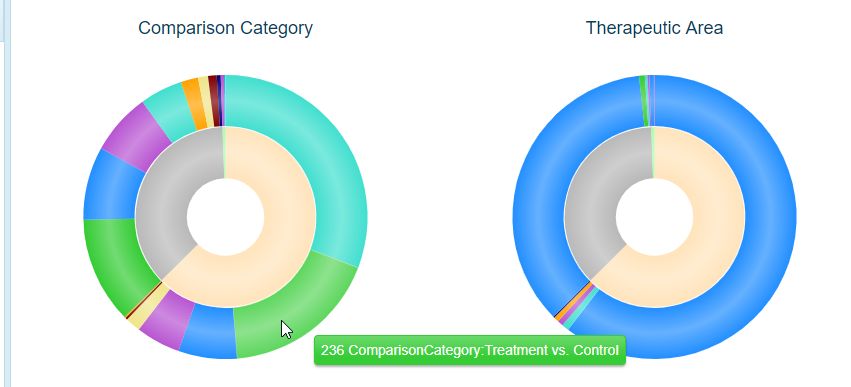 Comparison Category
Therapeutic Area
236 ComparisonCategory:Treatment vs. Control